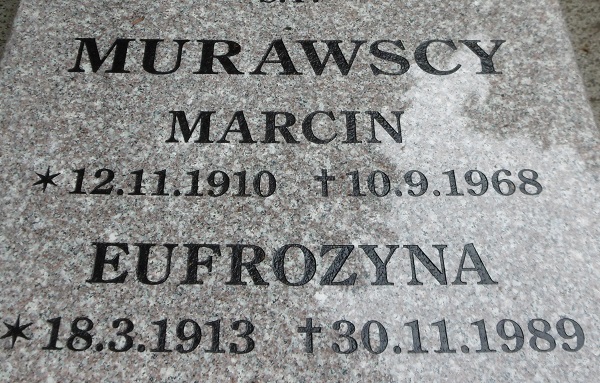 MURAWSCY
MARCIN
* 12.11.1910 † 10.9.1968
EUFROZYNA
* 18.3.1913 † 30.11.1989